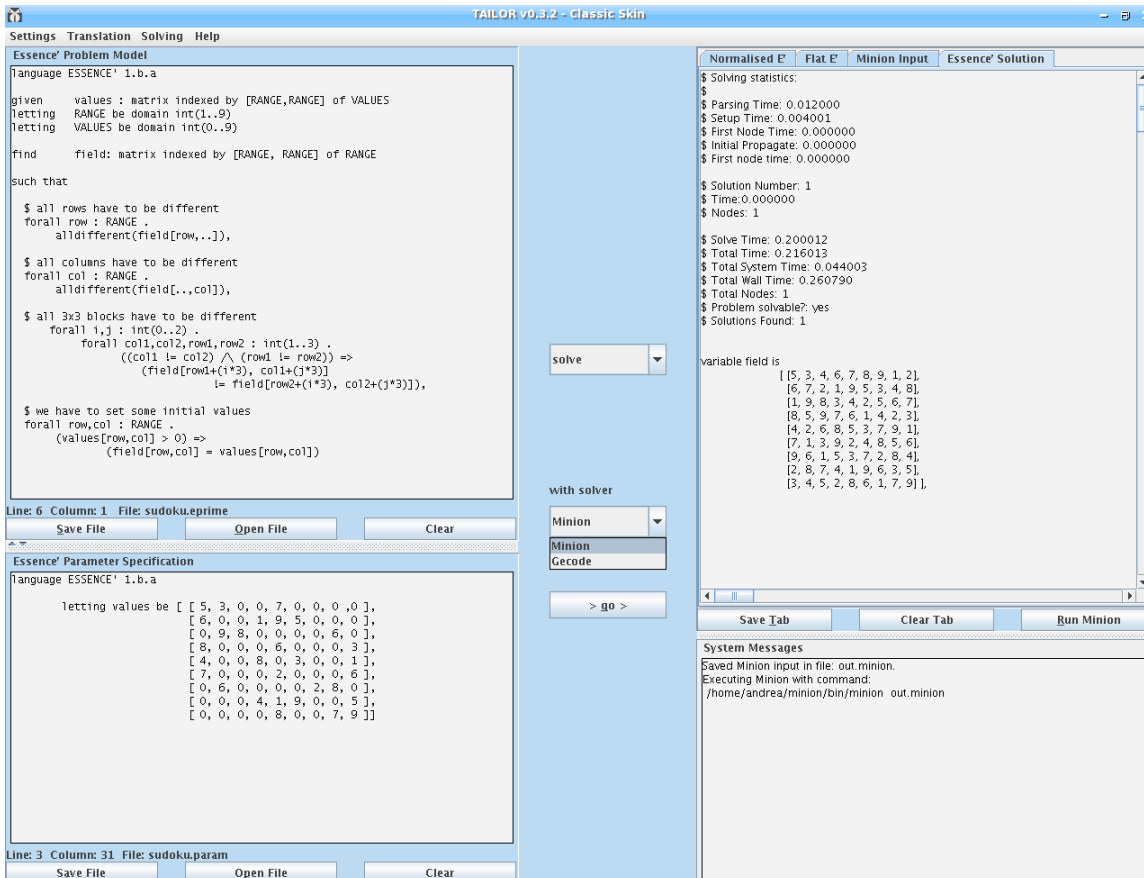 TAILOR v0.3.2 - Classic Skin
Settings Translation Solving Help
Essence' Problem Model
language ESSENCE' 1.b.a
given values : matrix indexed by [RANGE,RANGE] of VALUES
letting RANGE be domain int(1..9)
letting VALUES be domain int(0..9)
find field: matrix indexed by [RANGE, RANGE] of RANGE
such that
$ all rows have to be different
forall row : RANGE .
alldifferent(field[row,..]),
$ all columns have to be different
forall col : RANGE .
alldifferent(field[..,col]),
$ all 3x3 blocks have to be different
forall i,j : int(0..2) .
forall col1,col2,row1,row2 : int(1..3) .
((col1 != col2) /\ (row1 != row2)) =>
(field[row1+(i*3), col1+(j*3)]
!= field[row2+(i*3), col2+(j*3)]),
$ we have to set some initial values
forall row,col : RANGE .
(values[row,col] > 0) =>
(field[row,col] = values[row,col])
Line: 6 Column: 1 File: sudoku.eprime
Save File Open File Clear
Essence' Parameter Specification
language ESSENCE' 1.b.a
letting values be [ [ 5, 3, 0, 0, 7, 0, 0, 0 ,0 ],
[ 6, 0, 0, 1, 9, 5, 0, 0, 0 ],
[ 0, 9, 8, 0, 0, 0, 0, 6, 0 ],
[ 8, 0, 0, 0, 6, 0, 0, 0, 3 ],
[ 4, 0, 0, 8, 0, 3, 0, 0, 1 ],
[ 7, 0, 0, 0, 2, 0, 0, 0, 6 ],
[ 0, 6, 0, 0, 0, 0, 2, 8, 0 ],
[ 0, 0, 0, 4, 1, 9, 0, 0, 5 ],
[ 0, 0, 0, 0, 8, 0, 0, 7, 9 ]]
Line: 3 Column: 31 File: sudoku.param
Save File Open File Clear
solve
with solver
Minion
Minion
Gecode
> go >
Normalised E' Flat E' Minion Input Essence' Solution
$ Solving statistics:
$
$ Parsing Time: 0.012000
$ Setup Time: 0.004001
$ First Node Time: 0.000000
$ Initial Propagate: 0.000000
$ First node time: 0.000000
$ Solution Number: 1
$ Time:0.000000
$ Nodes: 1
$ Solve Time: 0.200012
$ Total Time: 0.216013
$ Total System Time: 0.044003
$ Total Wall Time: 0.260790
$ Total Nodes: 1
$ Problem solvable?: yes
$ Solutions Found: 1
variable field is
[ [5, 3, 4, 6, 7, 8, 9, 1, 2],
[6, 7, 2, 1, 9, 5, 3, 4, 8],
[1, 9, 8, 3, 4, 2, 5, 6, 7],
[8, 5, 9, 7, 6, 1, 4, 2, 3],
[4, 2, 6, 8, 5, 3, 7, 9, 1],
[7, 1, 3, 9, 2, 4, 8, 5, 6],
[9, 6, 1, 5, 3, 7, 2, 8, 4],
[2, 8, 7, 4, 1, 9, 6, 3, 5],
[3, 4, 5, 2, 8, 6, 1, 7, 9] ],
Save Tab Clear Tab Run Minion
System Messages
Saved Minion input in file: out.minion.
Executing Minion with command:
/home/andrea/minion/bin/minion out.minion